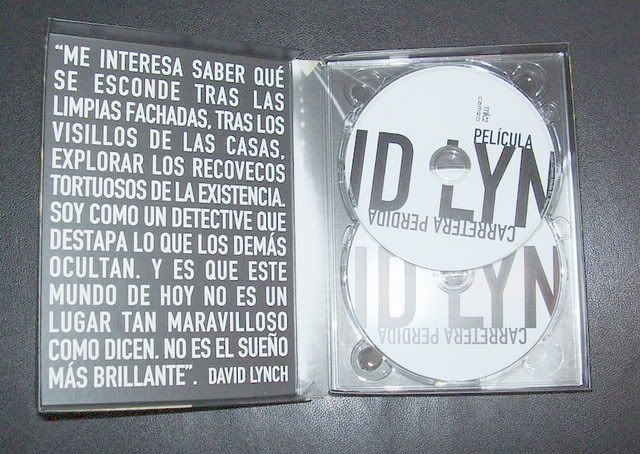 “ME INTERESA SABER QUÉ
SE ESCONDE TRAS LAS
LIMPIAS FACHADAS, TRAS LOS
VISILLOS DE LAS CASAS,
EXPLORAR LOS RECOVECOS
TORTUOSOS DE LA EXISTENCIA.
SOY COMO UN DETECTIVE QUE
DESTAPA LO QUE LOS DEMÁS
OCULTAN. Y ES QUE ESTE
MUNDO DE HOY NO ES UN
LUGAR TAN MARAVILLOSO
COMO DICEN. NO ES EL SUEÑO
MÁS BRILLANTE”. DAVID LYNCH
cameo
PELÍCULA
ID LYN
CARRETERA PERDIDA
ID LYN
CARRETERA PERDIDA